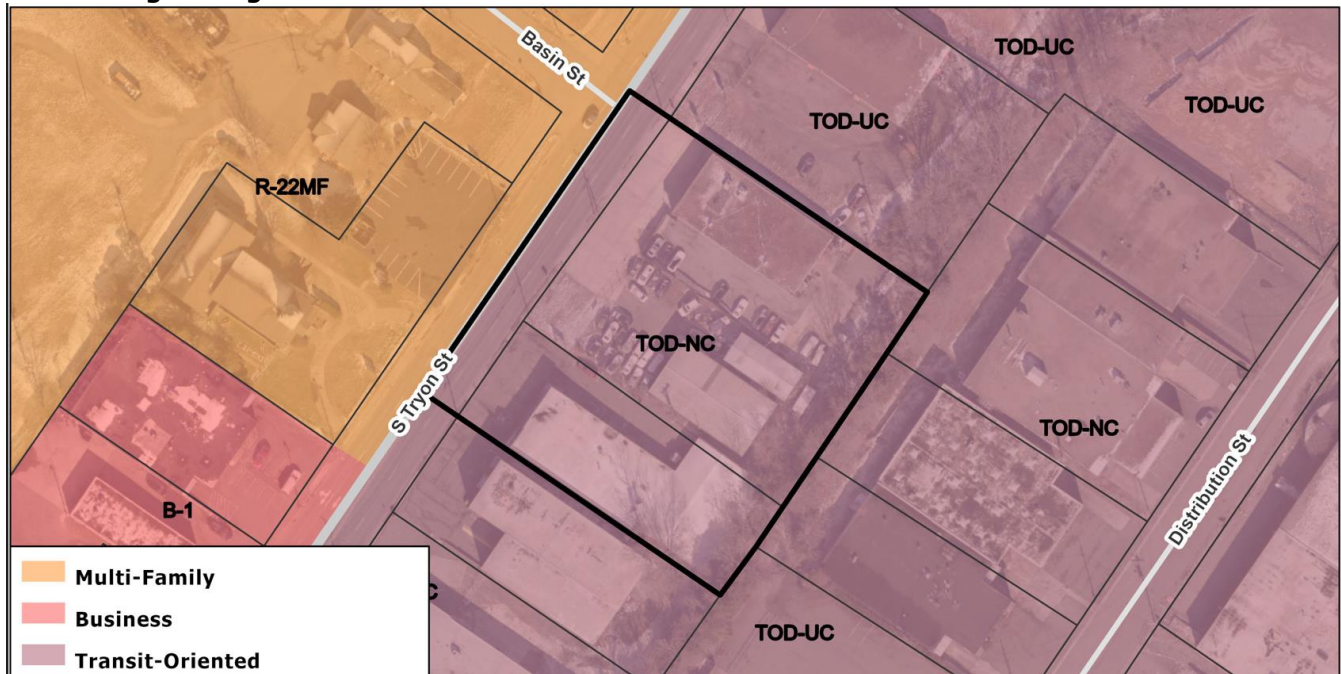 Basin St
TOD-UC
TOD-UC
TOD-UC
R-22MF
TOD-NC
S Tryon St
TOD-NC
Distribution St
B-1
TOD-UC
Multi-Family
Business
Transit-Oriented